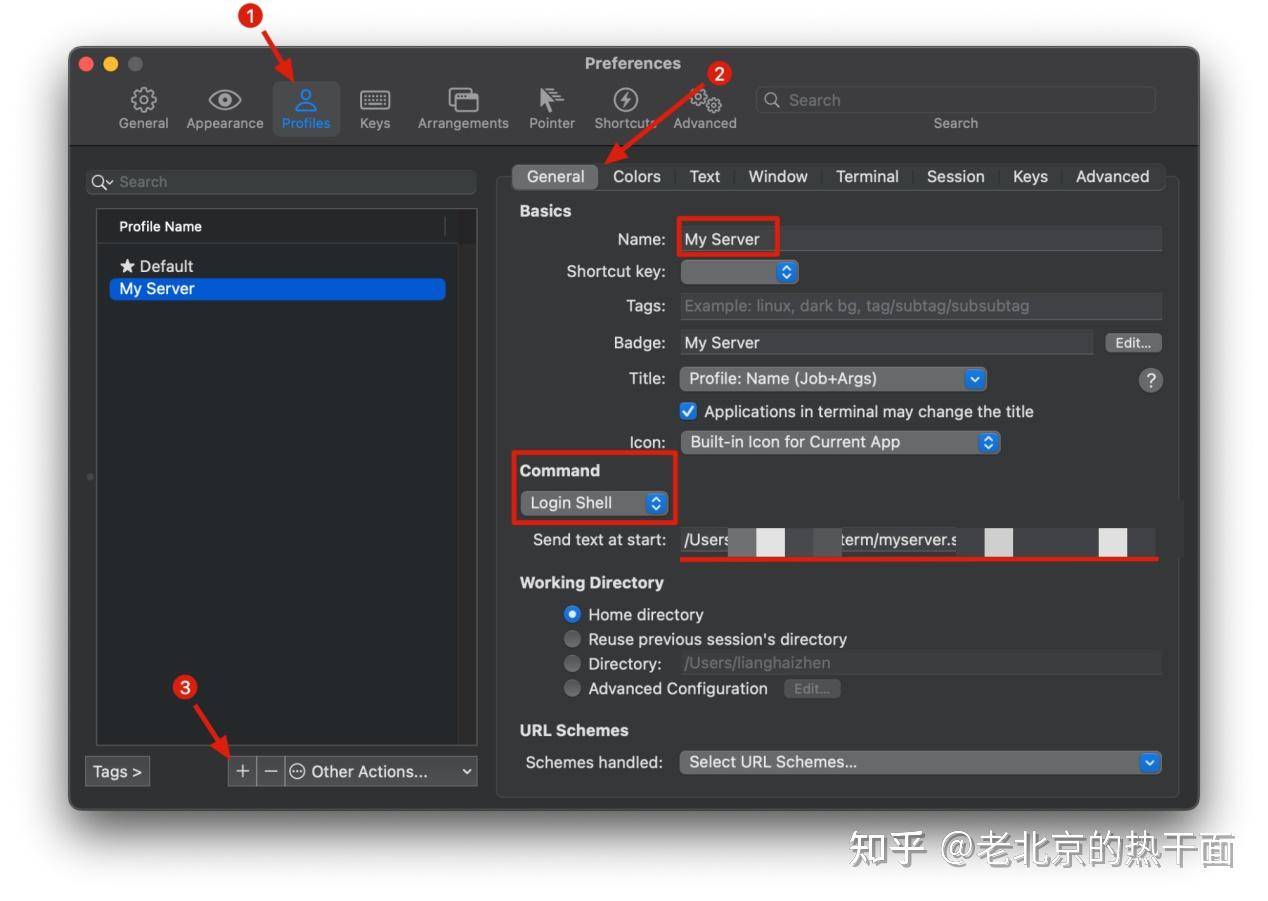 1
Preferences
2
General Appearance Profiles Keys Arrangements Pointer Shortcuts Advanced
Search
Search
Search
General Colors Text Window Terminal Session Keys Advanced
Profile Name
★ Default
My Server
Basics
Name: My Server
Shortcut key:
Tags: Example: linux, dark bg, tag/subtag/subsubtag
Badge: My Server Edit...
Title: Profile: Name (Job+Args) ?
Applications in terminal may change the title
Icon: Built-in Icon for Current App
Command
Login Shell
Send text at start: /Users term/myserver.s
Working Directory
Home directory
Reuse previous session's directory
Directory: /Users/lianghaizhen
Advanced Configuration Edit...
URL Schemes
Schemes handled: Select URL Schemes...
3
Tags > + − Other Actions...
知乎 @老北京的热干面